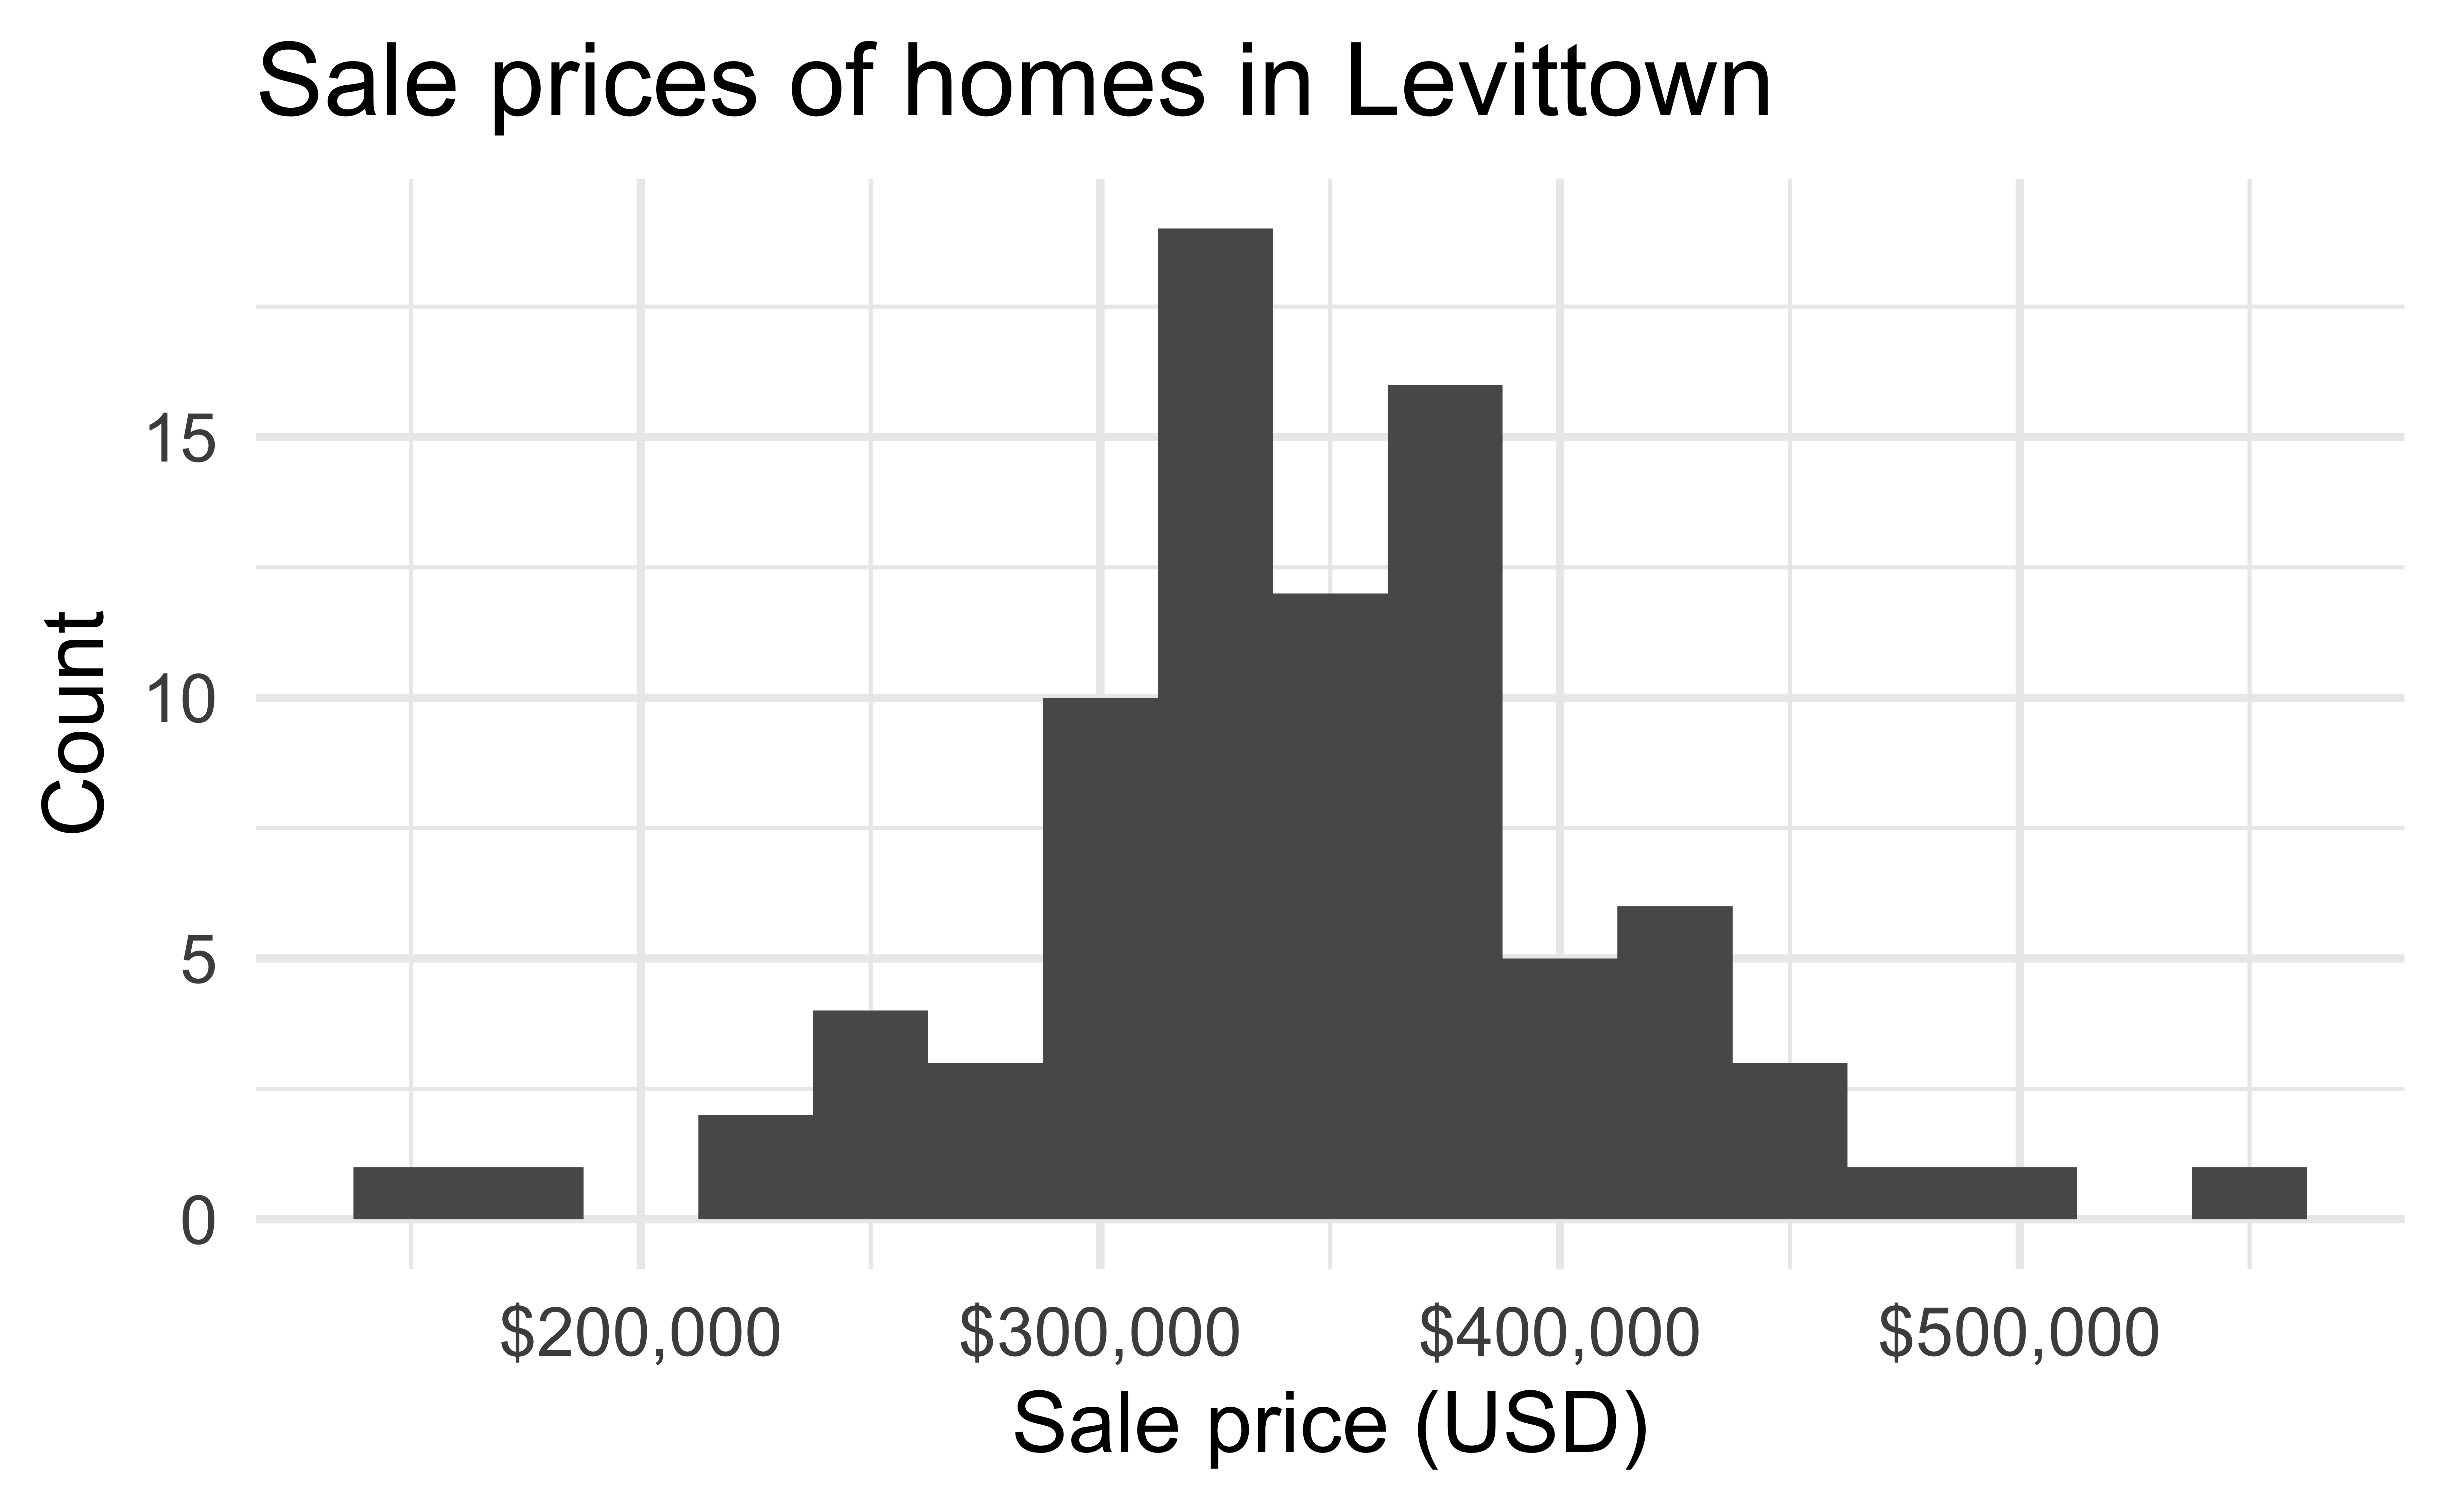 Sale prices of homes in Levittown
Count
15
10
5
0
$200,000 $300,000 $400,000 $500,000
Sale price (USD)